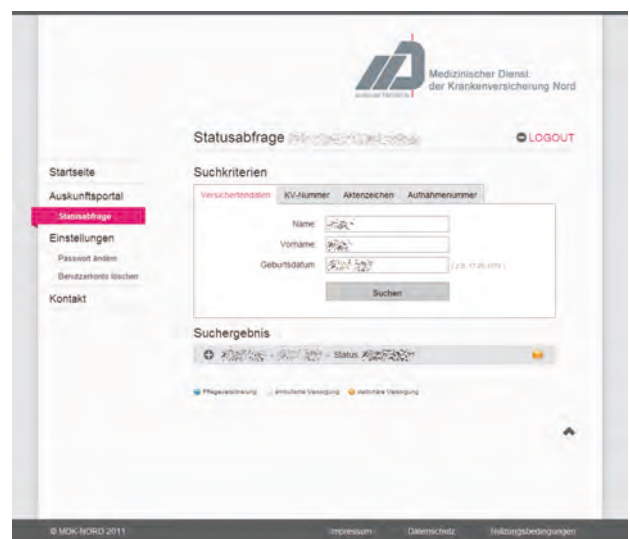 Medizinischer Dienst
der Krankenversicherung Nord
AUSKUNFTSPORTAL
Statusabfrage
LOGOUT
Startseite
Auskunftsportal
Statusabfrage
Einstellungen
Passwort ändern
Benutzerkonto löschen
Kontakt
Suchkriterien
Versichertendaten KV-Nummer Aktenzeichen Aufnahmenummer
Name
Vorname
Geburtsdatum
Suchen
Suchergebnis
- Status
Pflegeversicherung ambulante Versorgung stationäre Versorgung
© MDK-NORD 2011 Impressum Datenschutz Nutzungsbedingungen